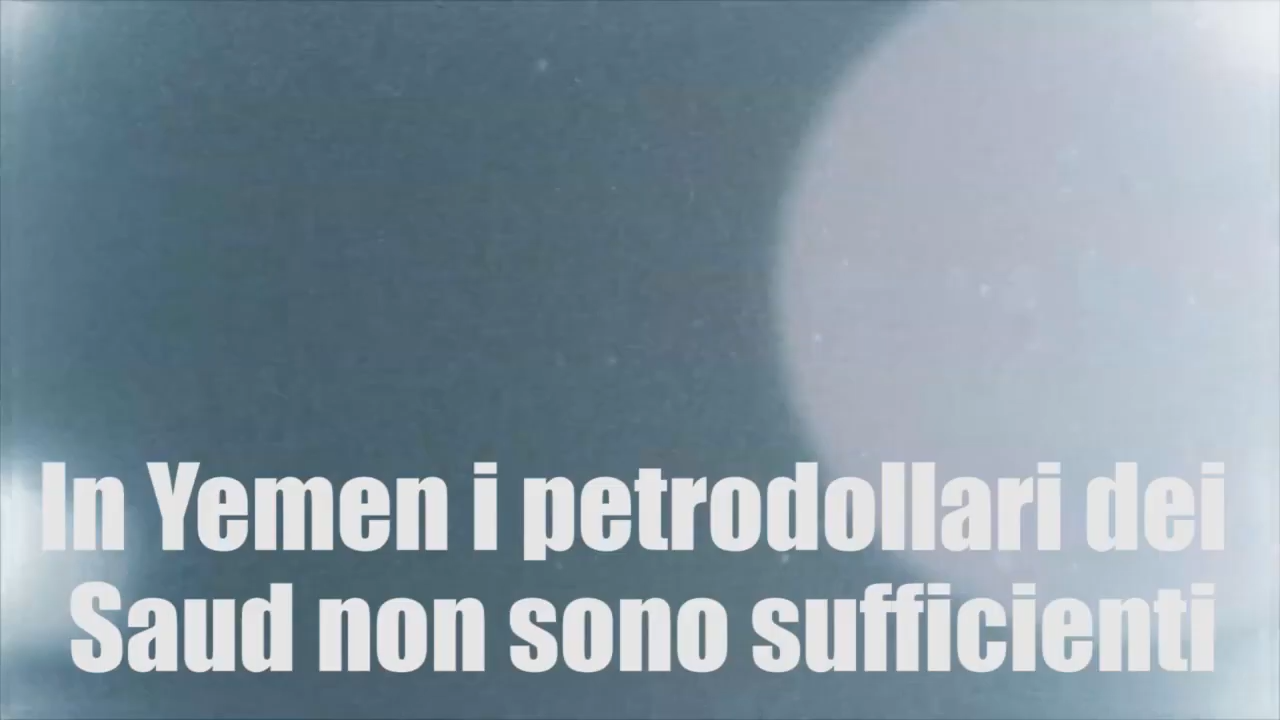 In Yemen i petrodollari dei
Saud non sono sufficienti